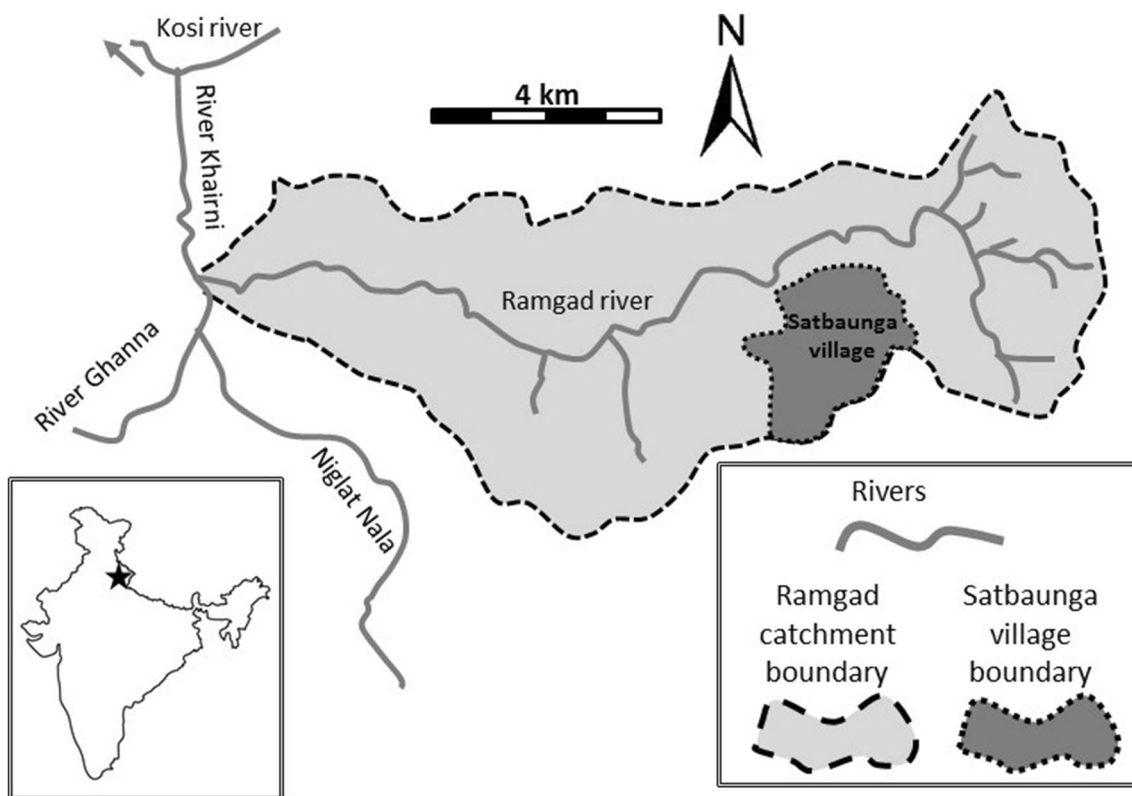 Kosi river
River Khairni
4 km
N
Ramgad river
Satbaunga
village
River Ghanna
Niglat Nala
Rivers
Ramgad
catchment
boundary
Satbaunga
village
boundary